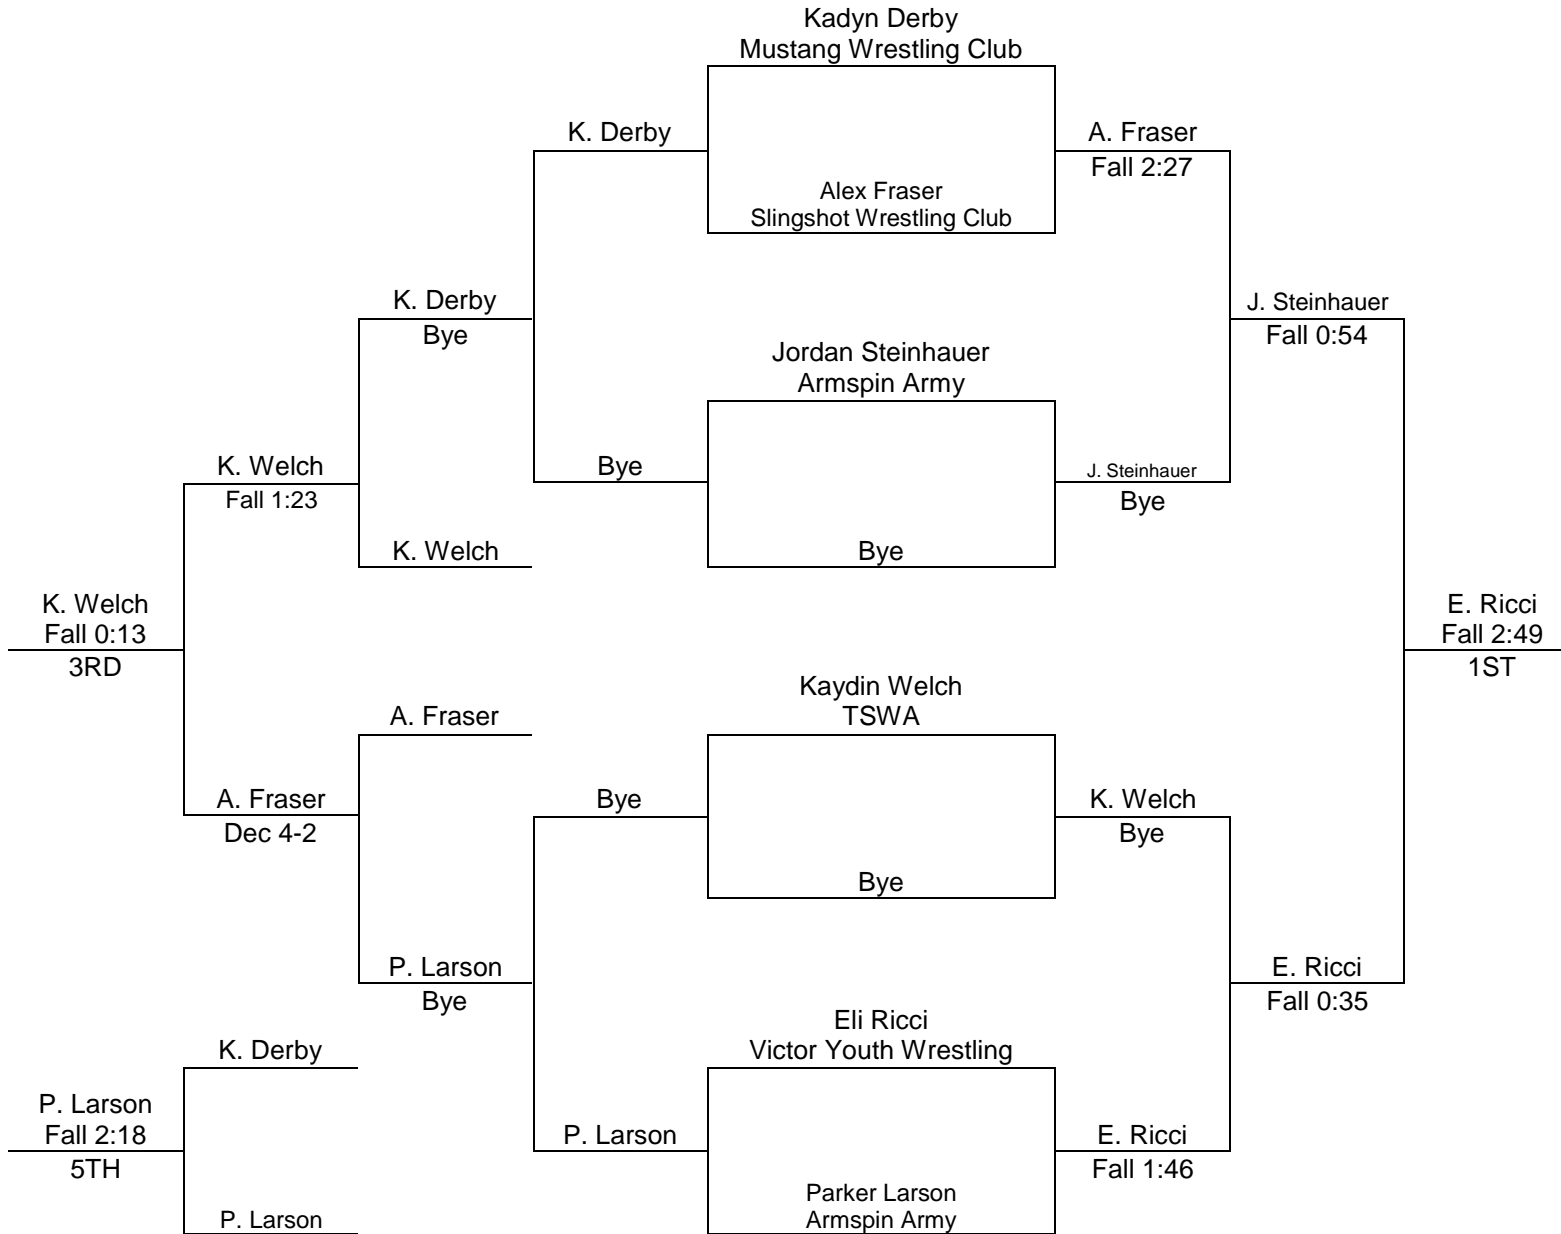 Kadyn Derby
Mustang Wrestling Club
K. Derby
A. Fraser
Fall 2:27
Alex Fraser
Slingshot Wrestling Club
K. Derby
Bye
J. Steinhauer
Fall 0:54
Jordan Steinhauer
Armspin Army
K. Welch
Fall 1:23
Bye
J. Steinhauer
Bye
K. Welch
Bye
K. Welch
Fall 0:13
3RD
E. Ricci
Fall 2:49
1ST
Kaydin Welch
TSWA
A. Fraser
A. Fraser
Dec 4-2
Bye
K. Welch
Bye
Bye
P. Larson
Bye
E. Ricci
Fall 0:35
Eli Ricci
Victor Youth Wrestling
K. Derby
P. Larson
Fall 2:18
5TH
P. Larson
E. Ricci
Fall 1:46
P. Larson
Parker Larson
Armspin Army